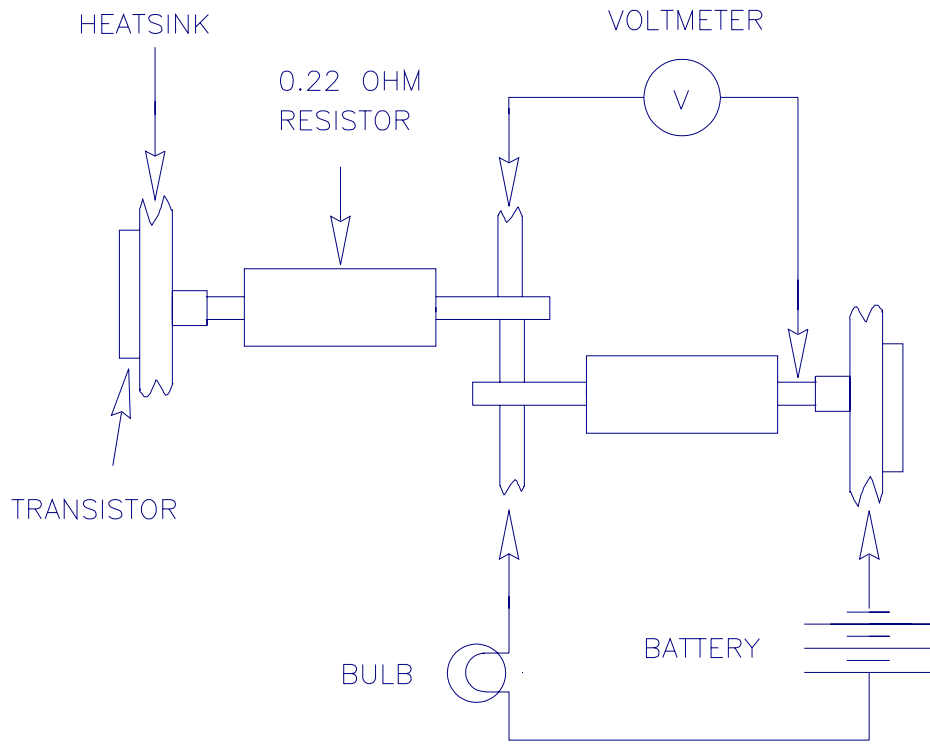 HEATSINK
VOLTMETER
0.22 OHM
RESISTOR
V
TRANSISTOR
BATTERY
BULB